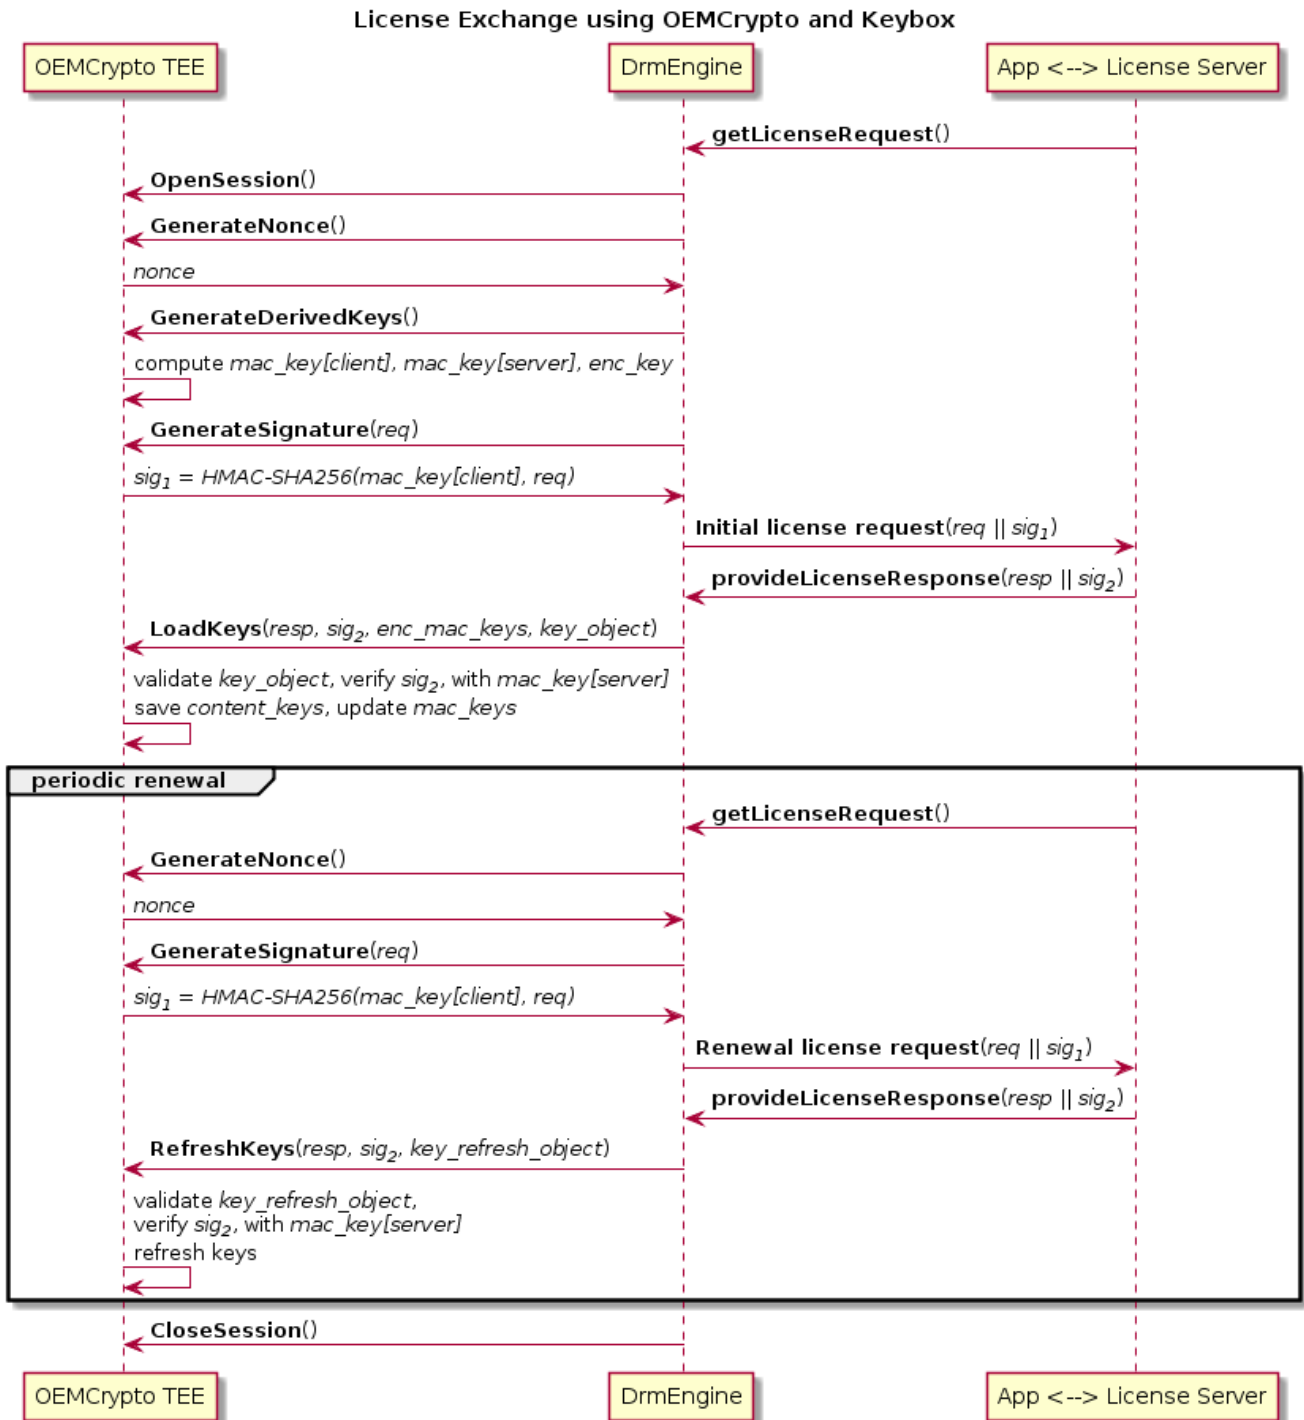 License Exchange using OEMCrypto and Keybox
OEMCrypto TEE
DrmEngine
App <--> License Server
getLicenseRequest()
OpenSession()
GenerateNonce()
nonce
GenerateDerivedKeys()
compute mac_key[client], mac_key[server], enc_key
GenerateSignature(req)
sig1 = HMAC-SHA256(mac_key[client], req)
Initial license request(req || sig1)
provideLicenseResponse(resp || sig2)
LoadKeys(resp, sig2, enc_mac_keys, key_object)
validate key_object, verify sig2, with mac_key[server]
save content_keys, update mac_keys
periodic renewal
getLicenseRequest()
GenerateNonce()
nonce
GenerateSignature(req)
sig1 = HMAC-SHA256(mac_key[client], req)
Renewal license request(req || sig1)
provideLicenseResponse(resp || sig2)
RefreshKeys(resp, sig2, key_refresh_object)
validate key_refresh_object,
verify sig2, with mac_key[server]
refresh keys
CloseSession()
OEMCrypto TEE
DrmEngine
App <--> License Server